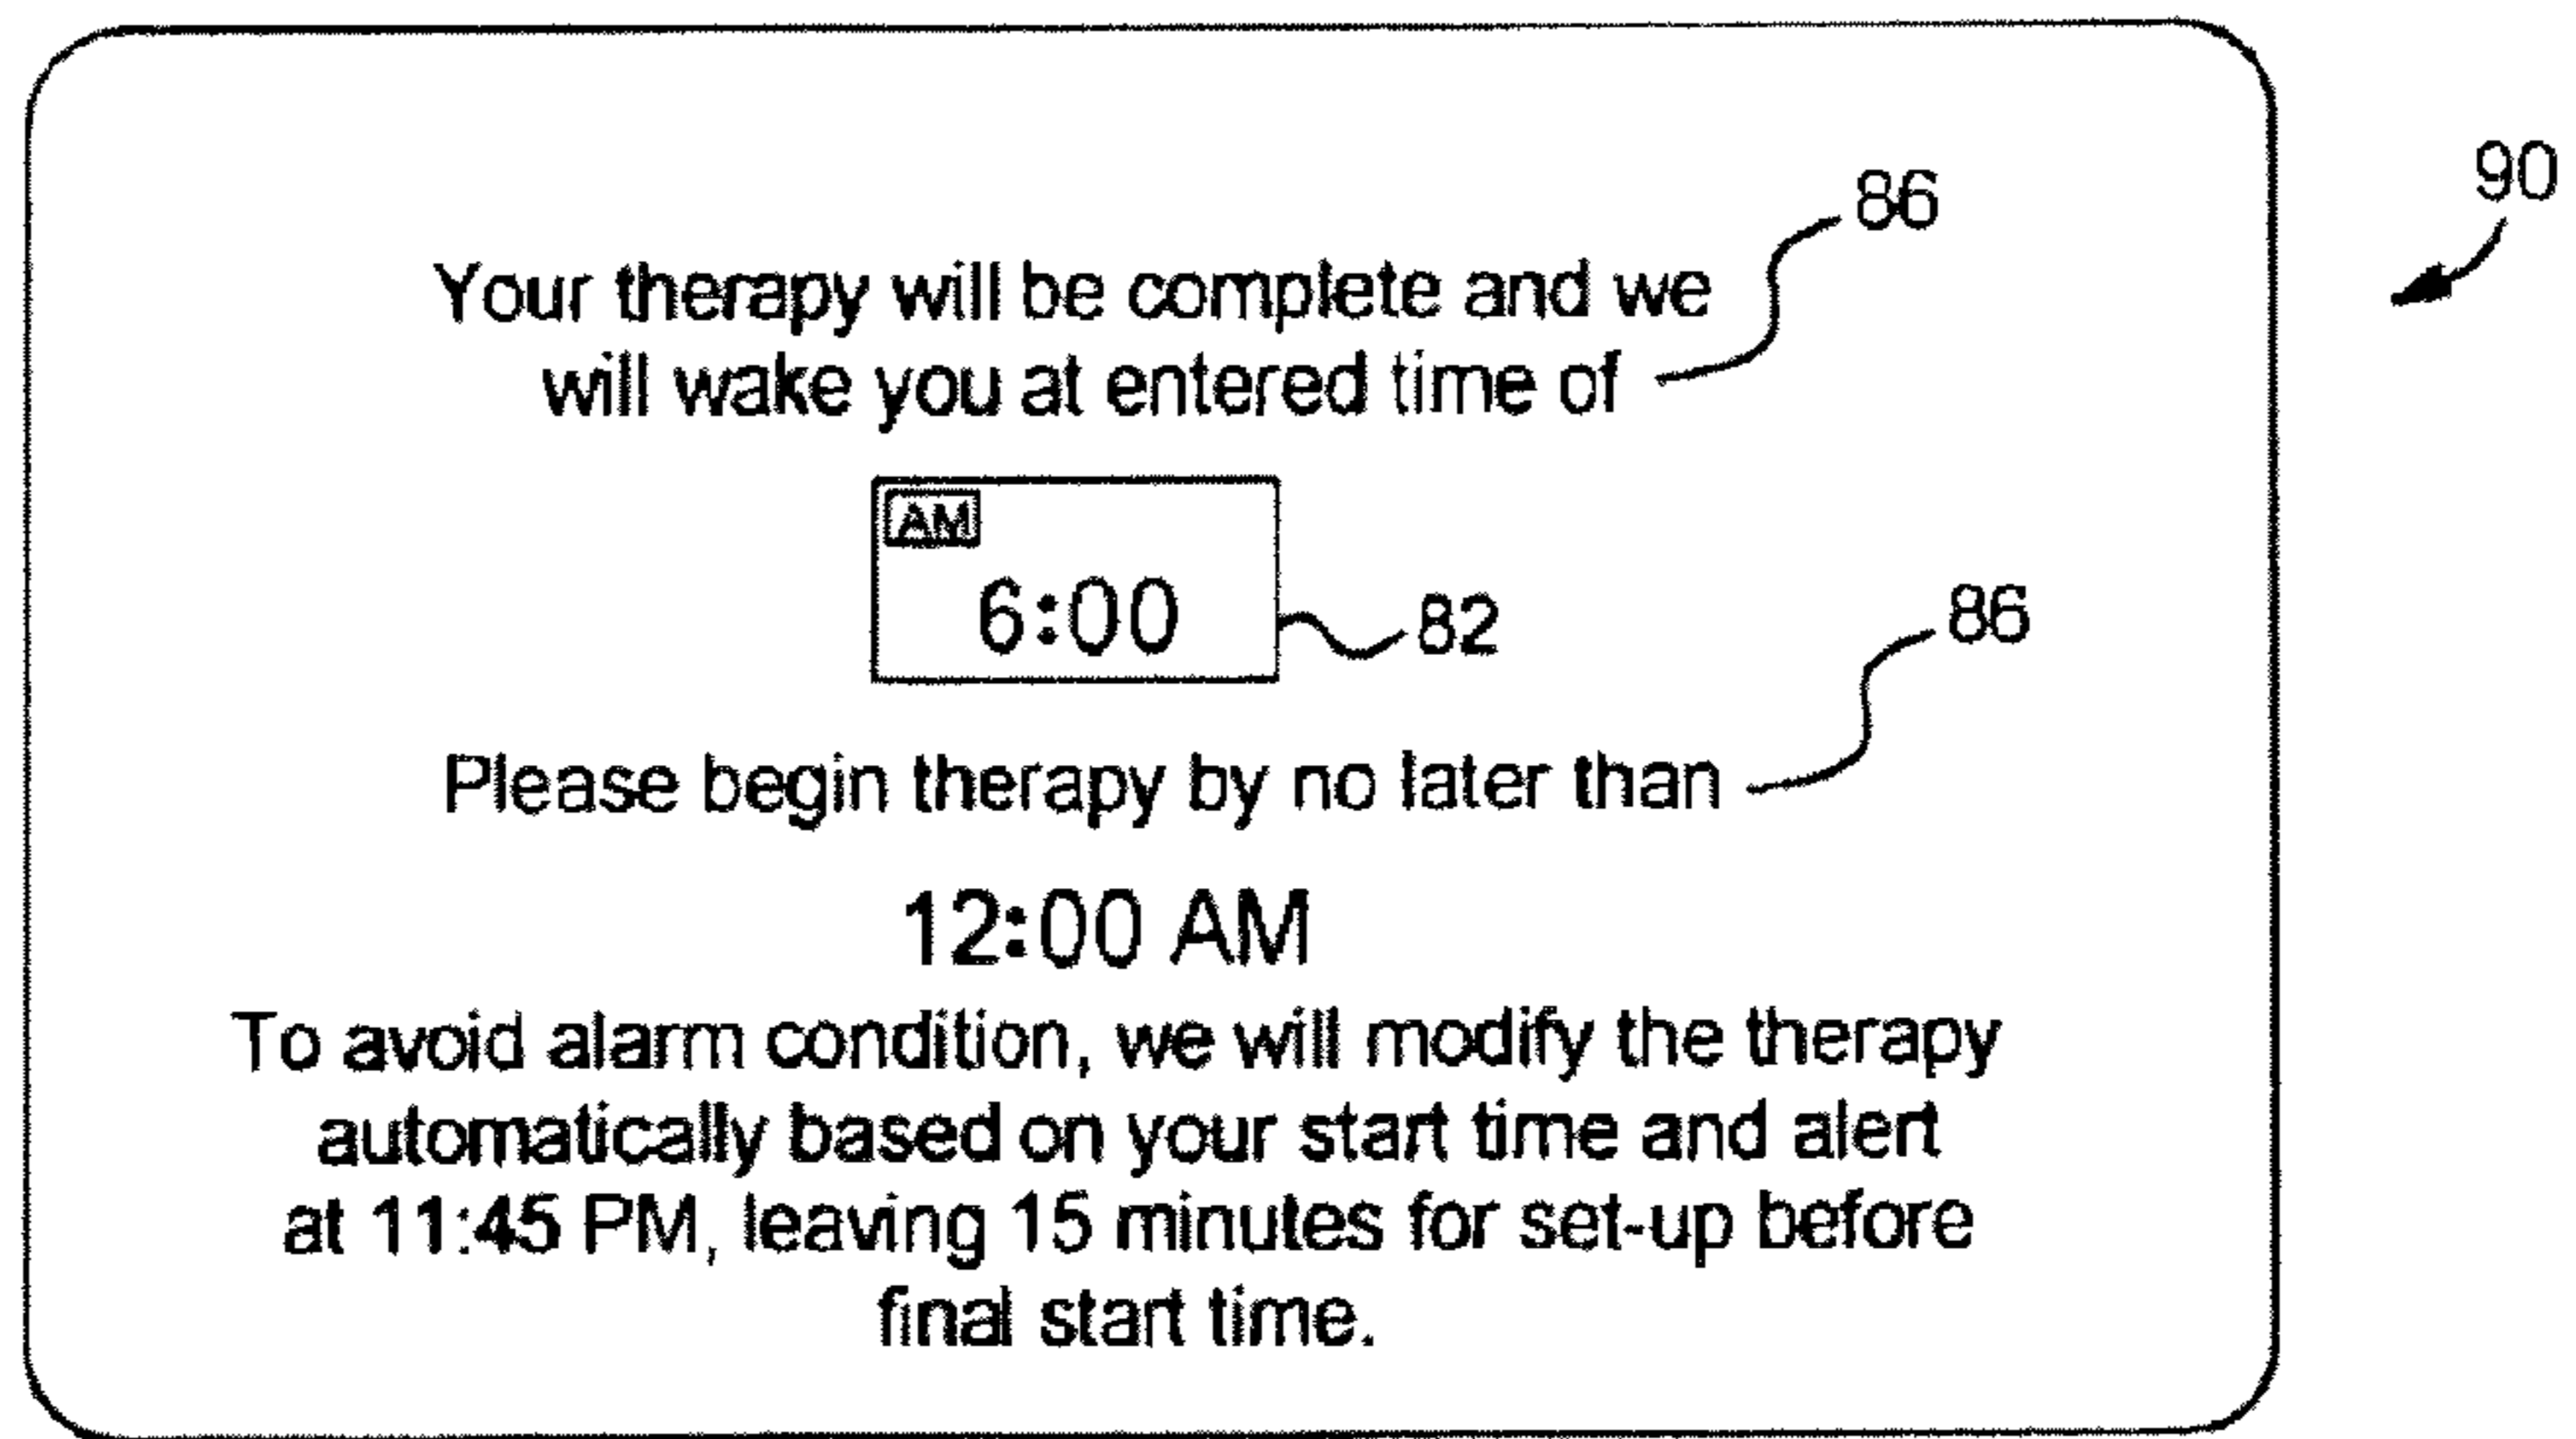 90
86
Your therapy will be complete and we
will wake you at entered time of
AM
6:00
82
86
Please begin therapy by no later than
12:00 AM
To avoid alarm condition, we will modify the therapy
automatically based on your start time and alert
at 11:45 PM, leaving 15 minutes for set-up before
final start time.